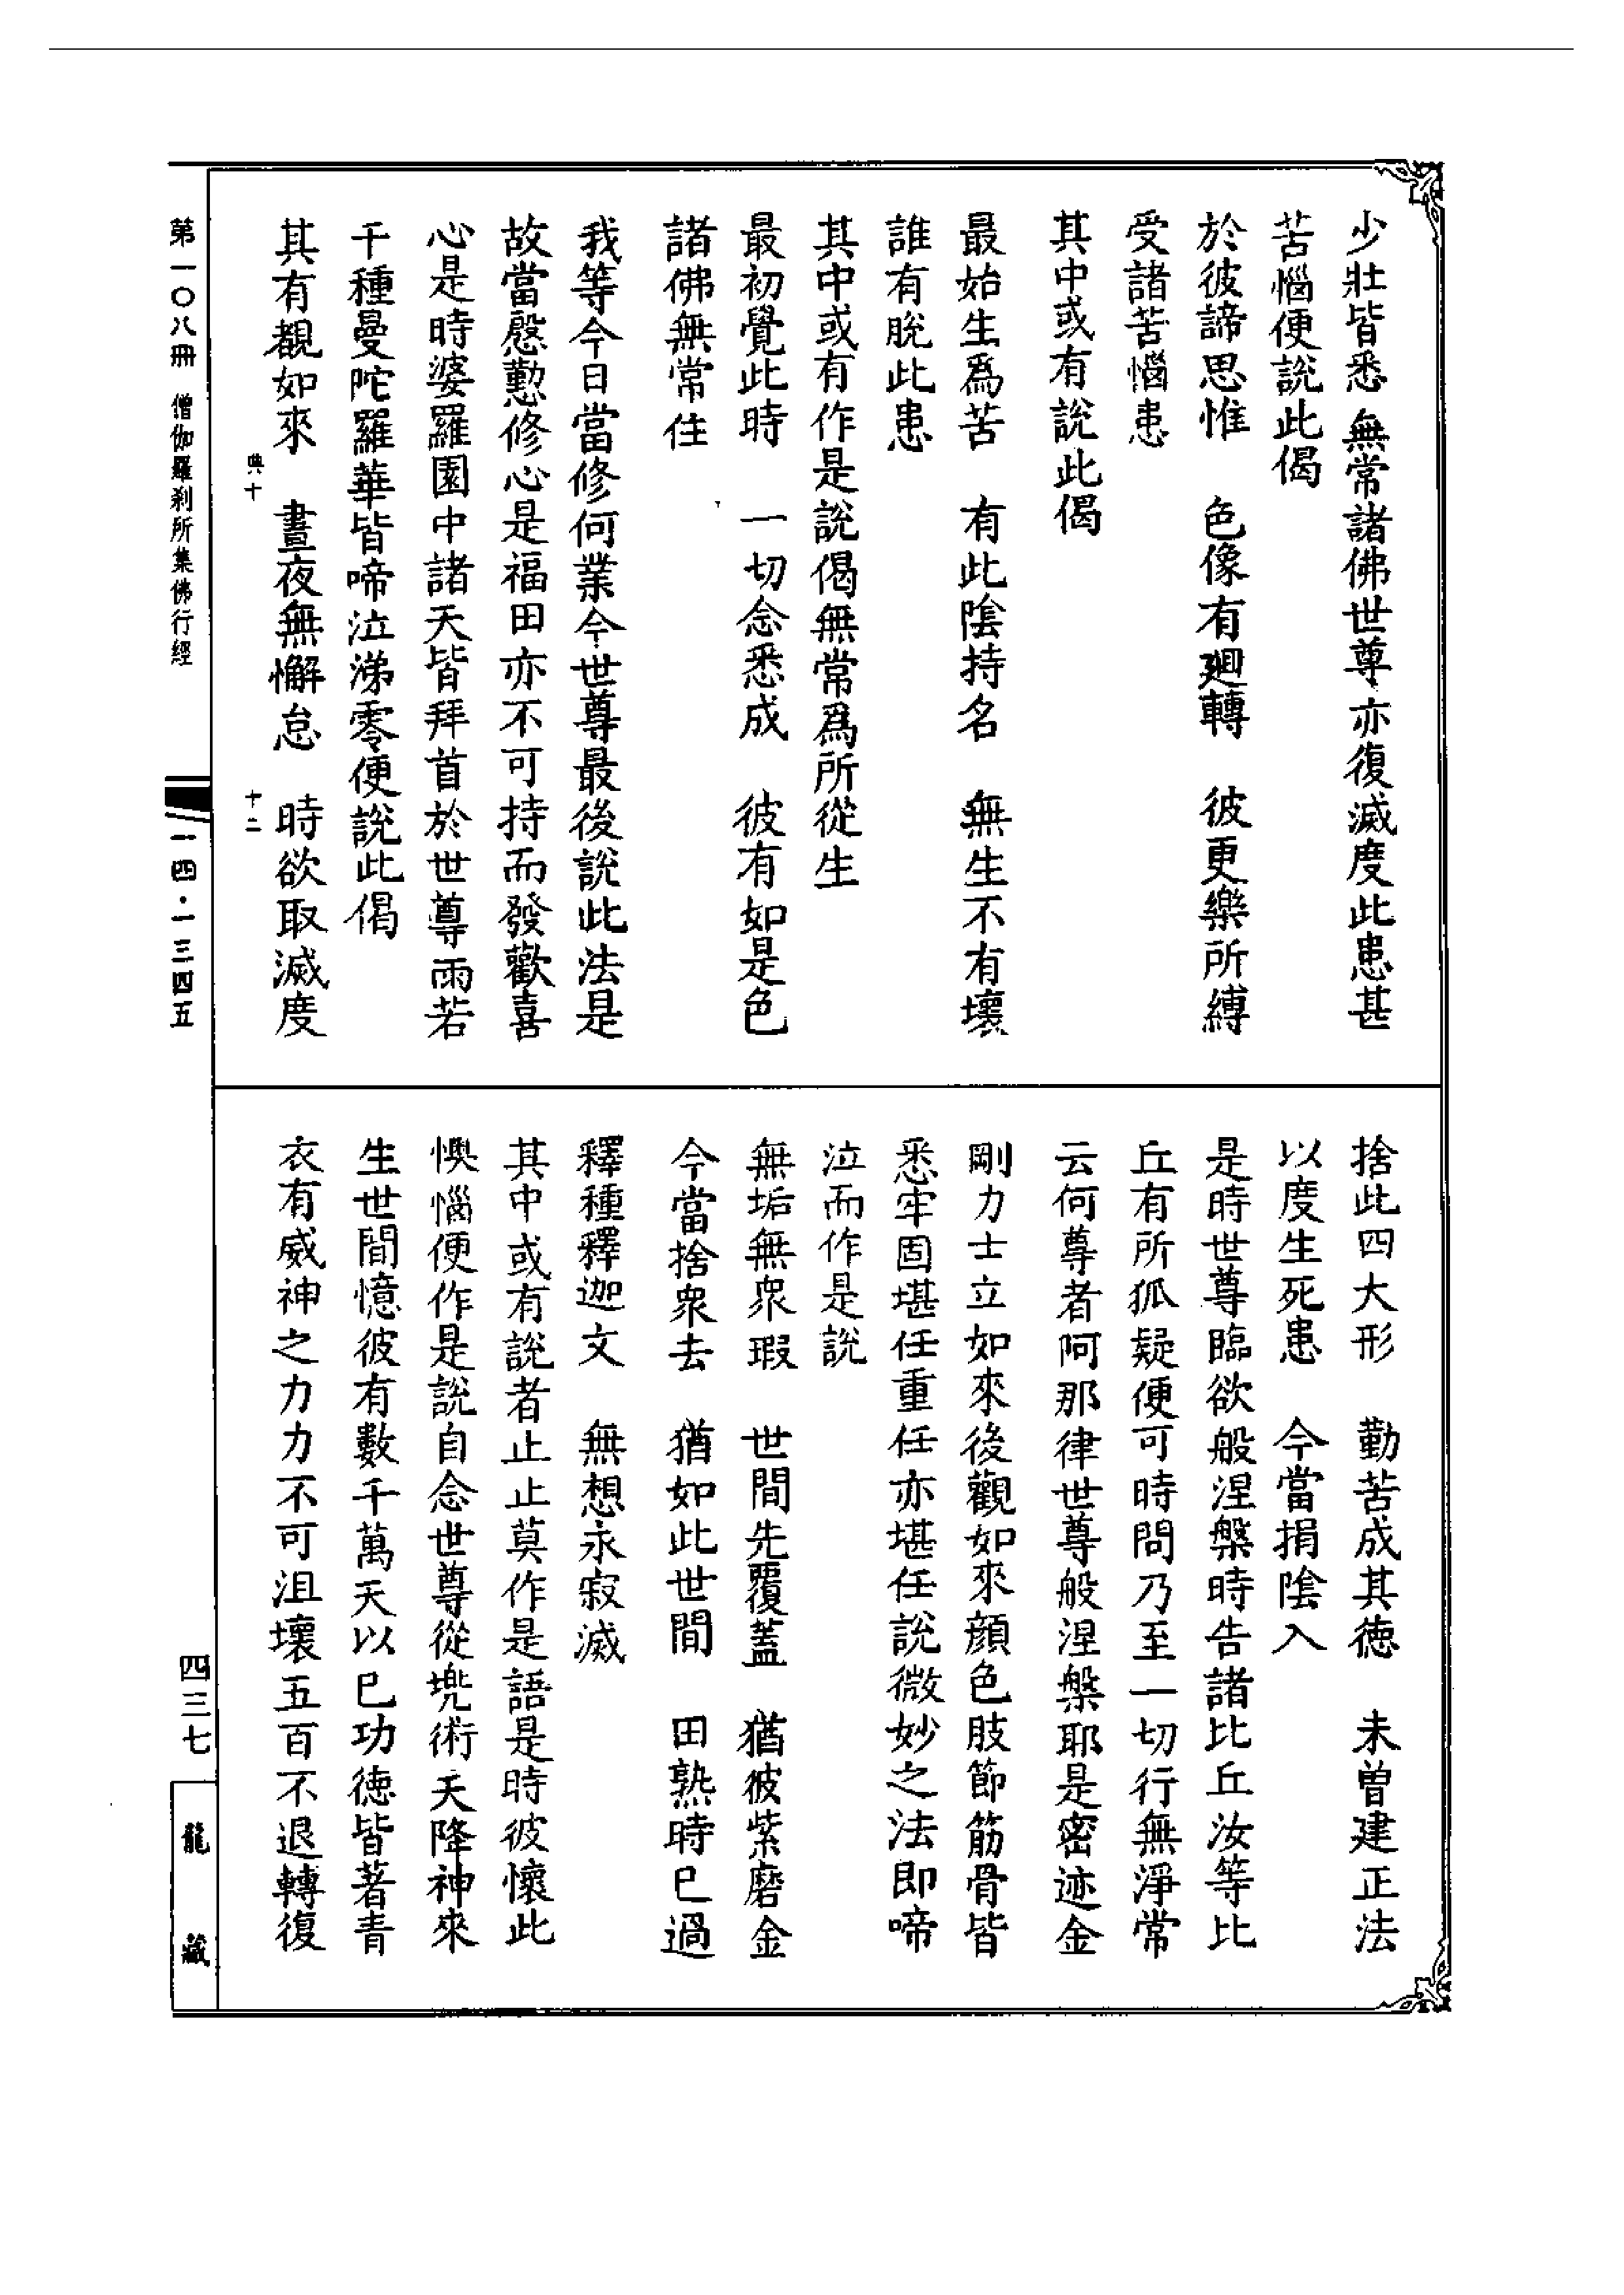 少壯皆悉無常諸佛世尊亦復滅度此患甚
苦惱便說此偈
於彼諦思惟　色像有廻轉　彼更樂所縛
受諸苦惱患
其中或有說此偈
最始生爲苦　有此陰持名　無生不有壞
誰有脫此患
其中或有作是說偈無常爲所從生
最初覺此時　一切念悉成　彼有如是色
諸佛無常住
我等今日當修何業今世尊最後說此法是
故當慇懃修心是福田亦不可持而發歡喜
心是時婆羅園中諸天皆拜首於世尊雨若
千種曼陀羅華皆啼泣涕零便說此偈
其有覩如來　晝夜無懈怠　時欲取滅度
典十　十二
捨此四大形　勤苦成其德　未曾建正法
以度生死患　今當捐陰入
是時世尊臨欲般涅槃時告諸比丘汝等比
丘有所狐疑便可時問乃至一切行無淨常
云何尊者阿那律世尊般涅槃耶是密迹金
剛力士立如來後觀如來顏色肢節筋骨皆
悉牢固堪任重任亦堪任說微妙之法即啼
泣而作是說
無垢無眾瑕　世間先覆蓋　猶彼紫磨金
今當捨眾去　猶如此世間　田熟時已過
釋種釋迦文　無想永寂滅
其中或有說者止止莫作是語是時彼懷此
懊惱便作是說自念世尊從兠術天降神來
生世間憶彼有數千萬天以已功德皆著青
衣有威神之力力不可沮壞五百不退轉復
第一〇八冊　僧伽羅刹所集佛行經
一四·一三四五
四三七
龍藏